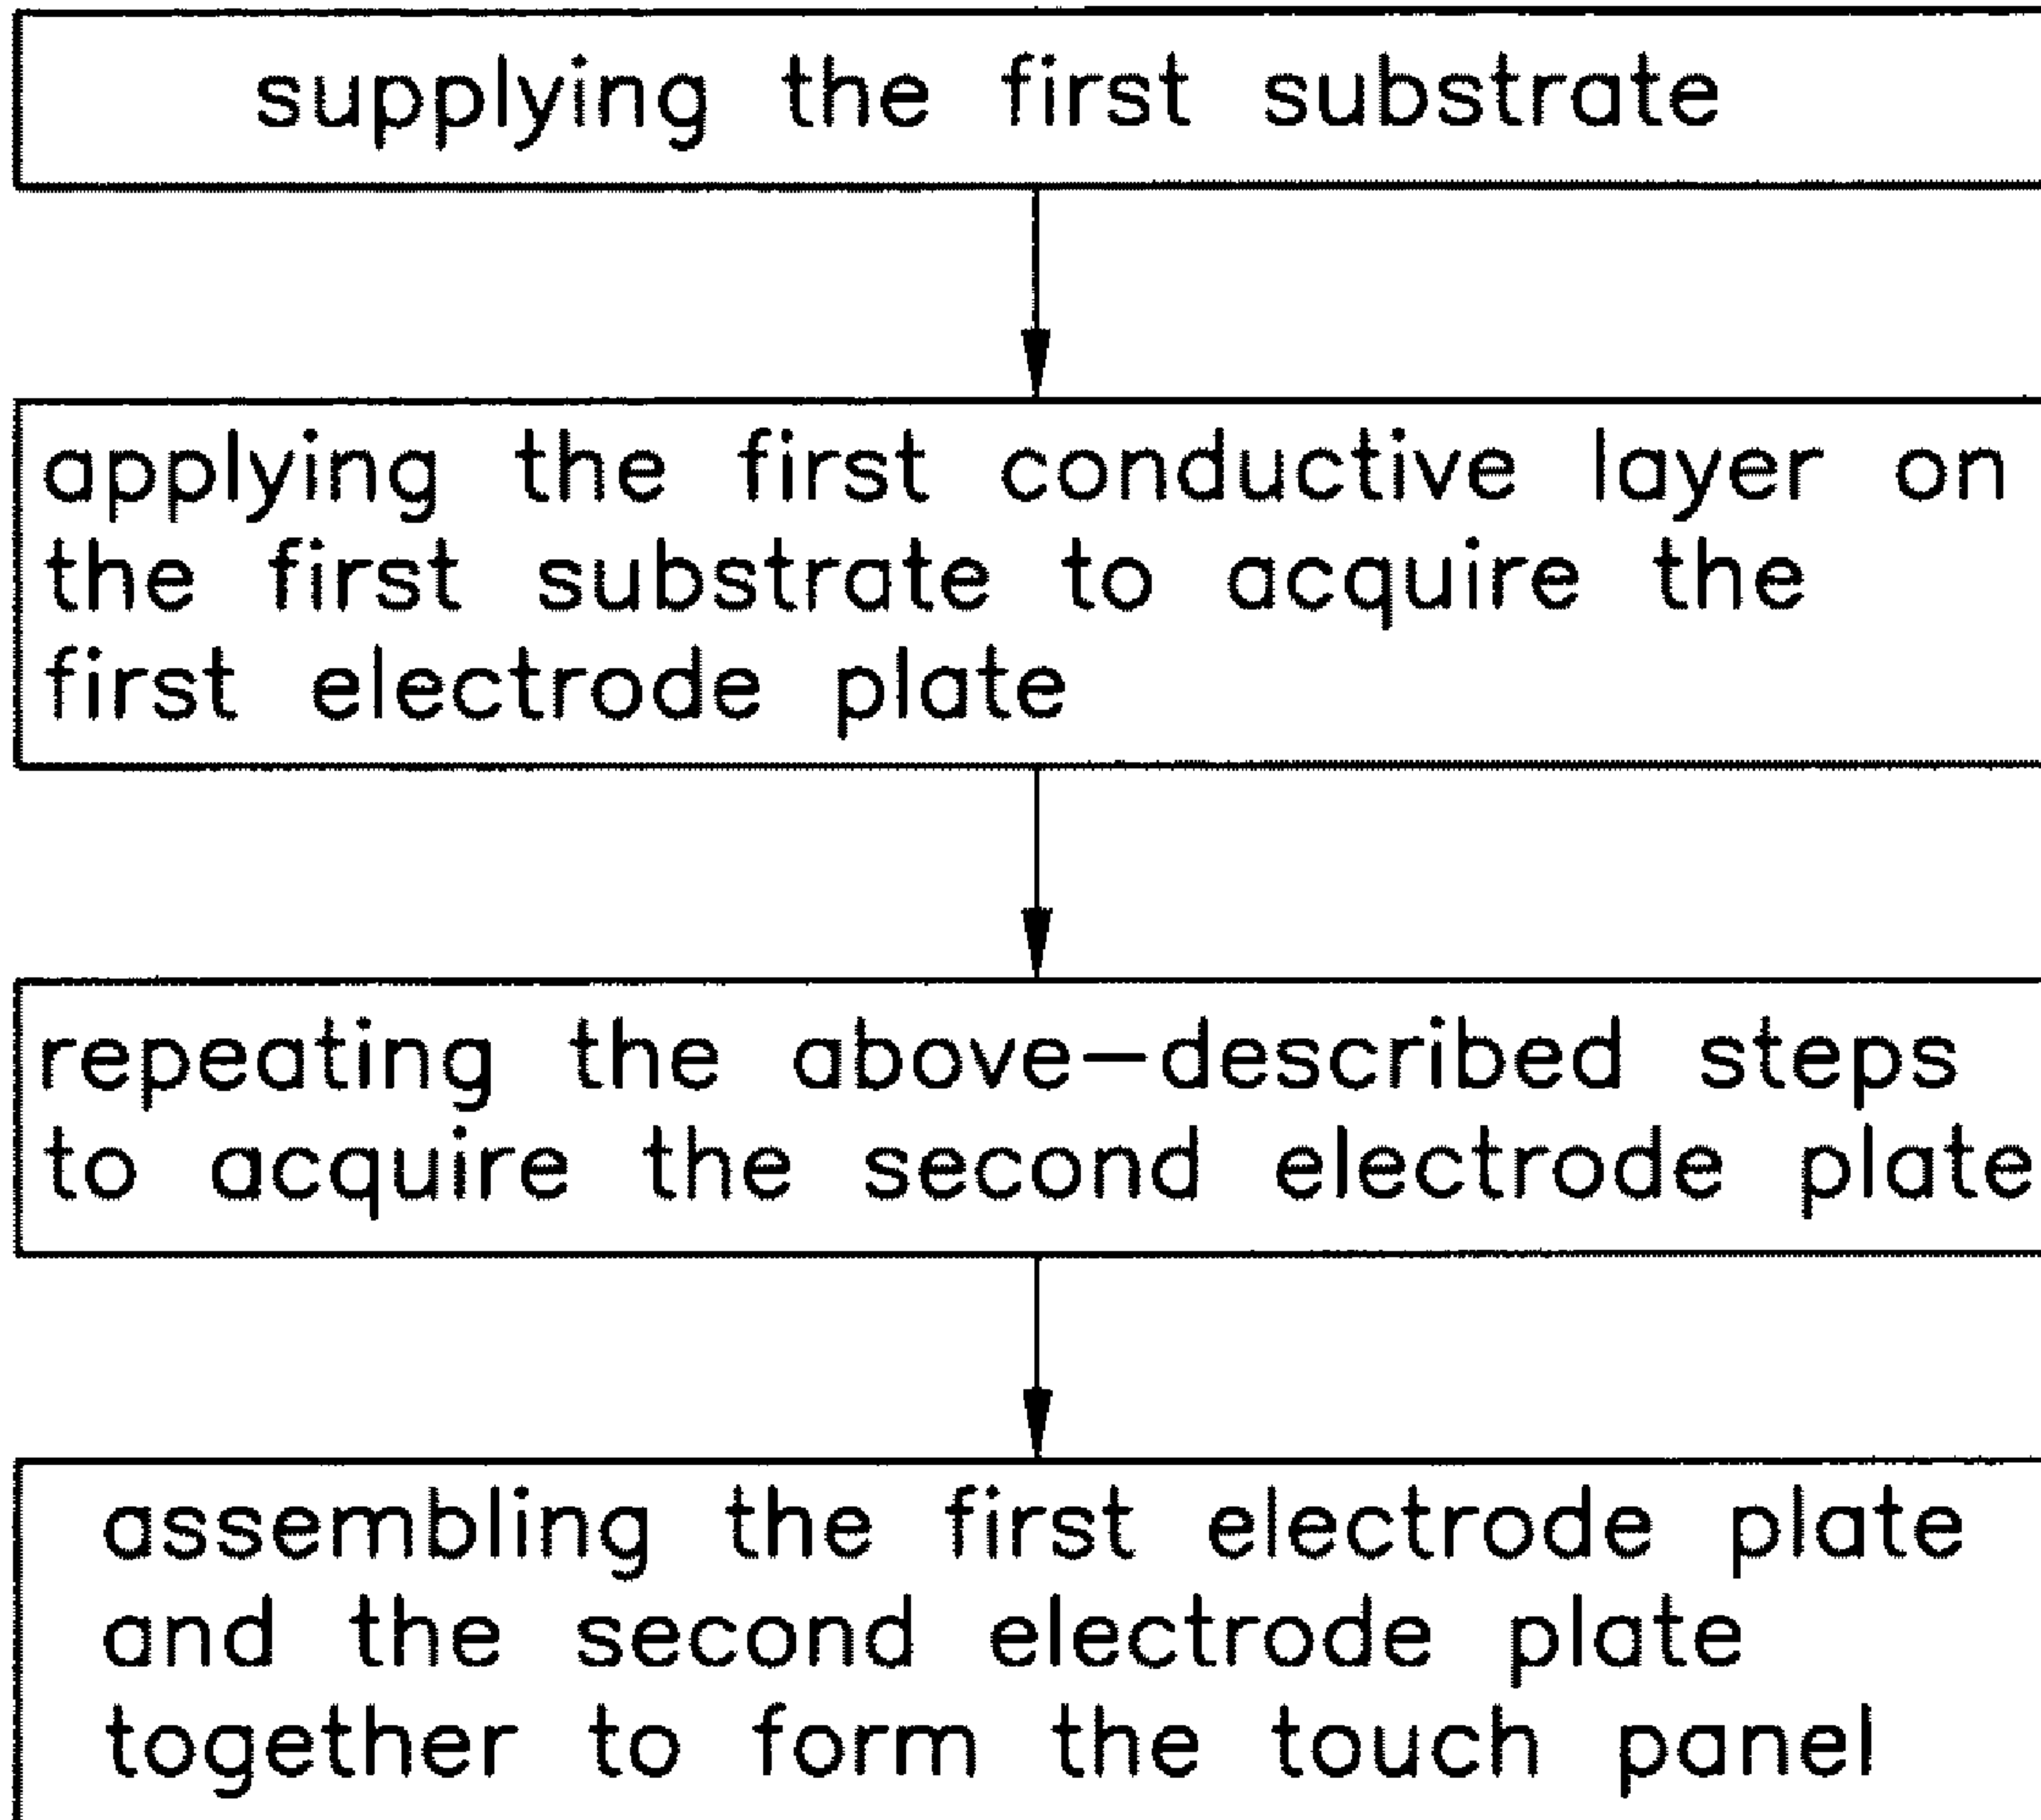 supplying the first substrate
applying the first conductive layer on
the first substrate to acquire the
first electrode plate
repeating the above-described steps
to acquire the second electrode plate
assembling the first electrode plate
and the second electrode plate
together to form the touch panel